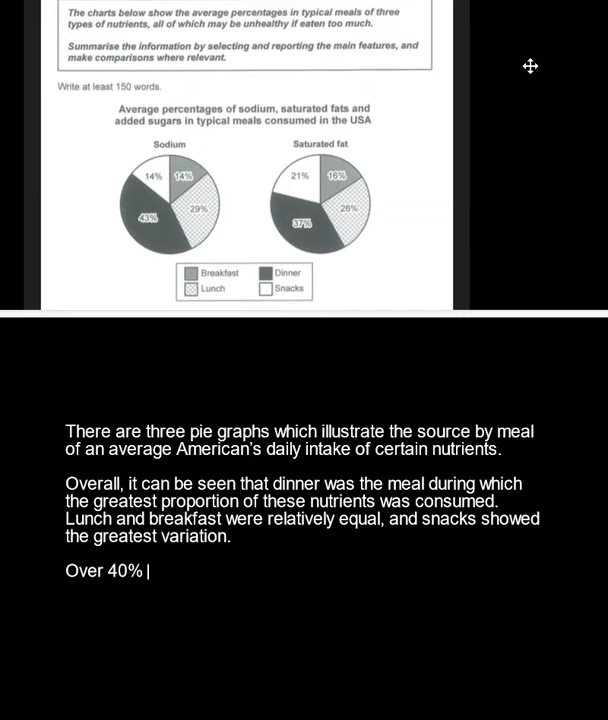 The charts below show the average percentages in typical meals of three
types of nutrients, all of which may be unhealthy if eaten too much.
Summarise the information by selecting and reporting the main features, and
make comparisons where relevant.
Write at least 150 words.
Average percentages of sodium, saturated fats and
added sugars in typical meals consumed in the USA
Sodium
Saturated fat
14%
14%
29%
43%
21%
16%
26%
37%
Breakfast
Dinner
Lunch
Snacks
There are three pie graphs which illustrate the source by meal
of an average American's daily intake of certain nutrients.
Overall, it can be seen that dinner was the meal during which
the greatest proportion of these nutrients was consumed.
Lunch and breakfast were relatively equal, and snacks showed
the greatest variation.
Over 40%